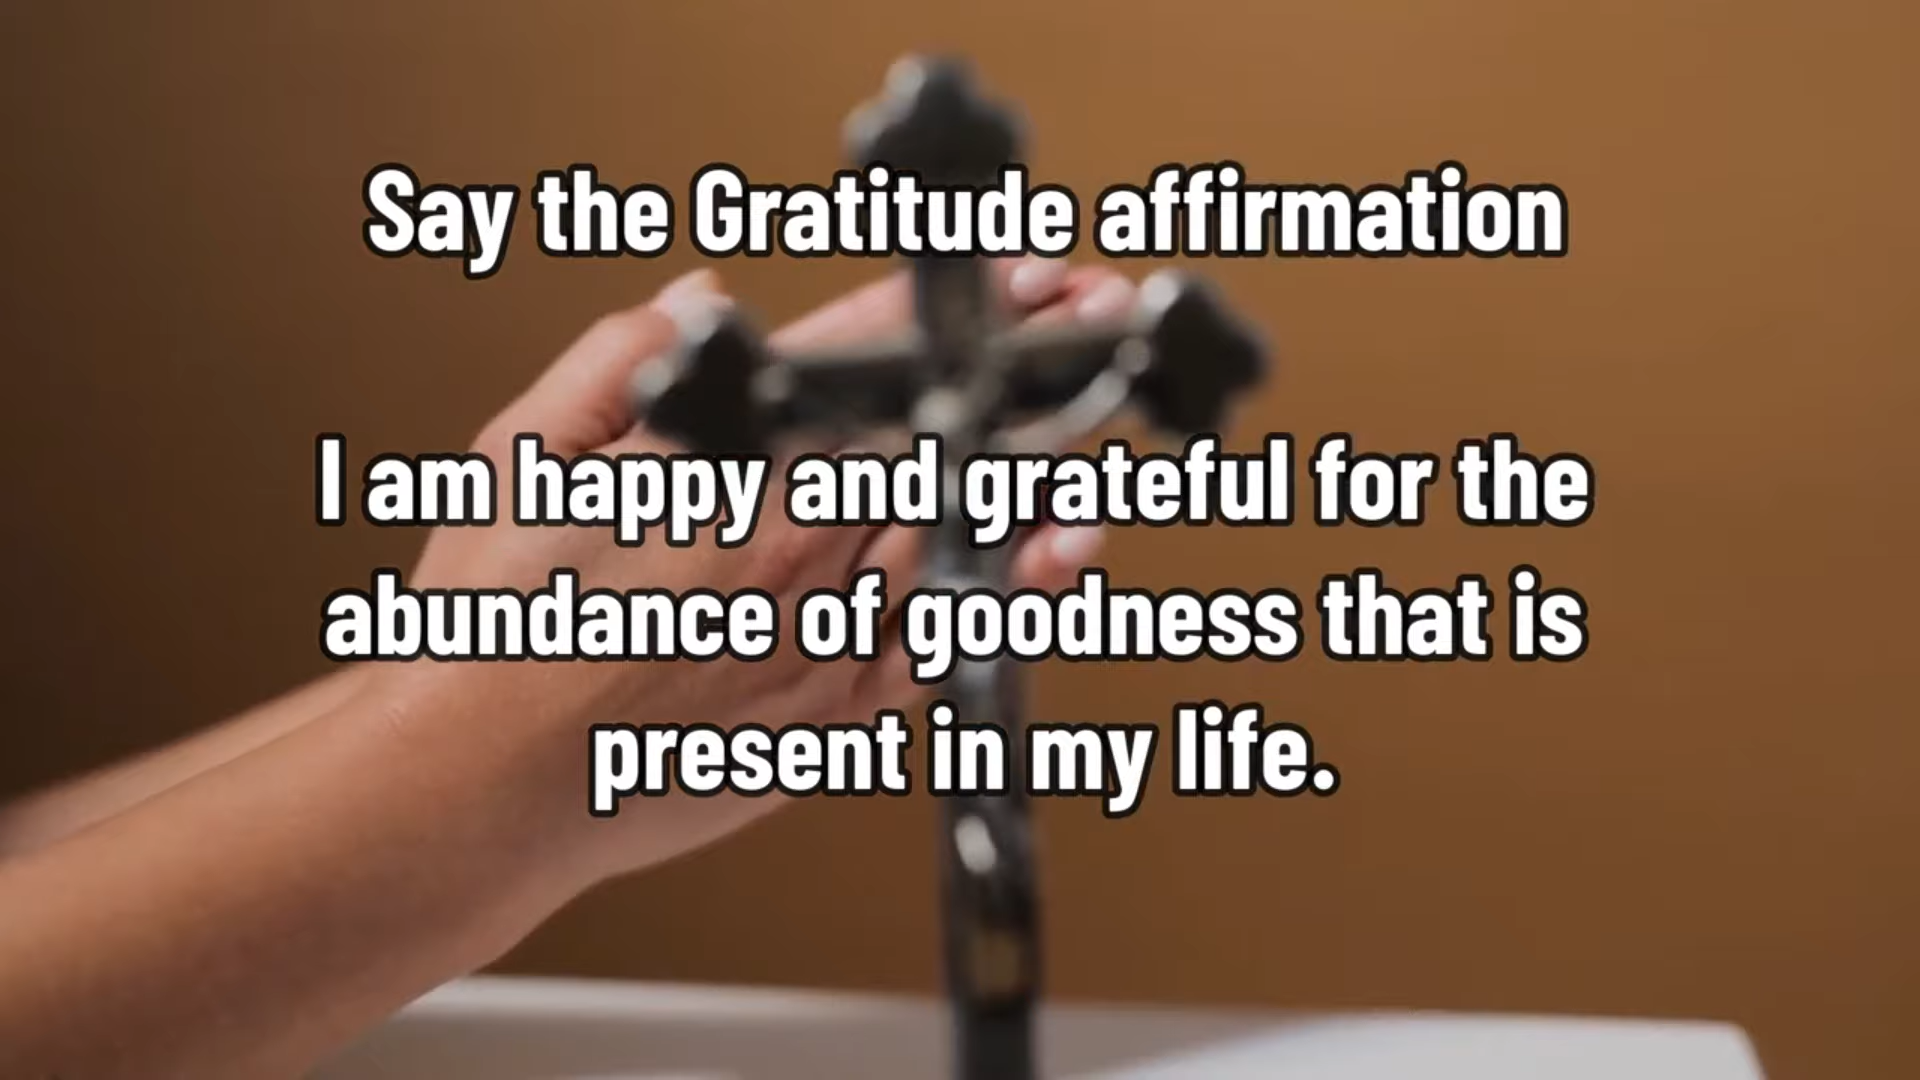 Say the Gratitude affirmation
I am happy and grateful for the
abundance of goodness that is
present in my life.